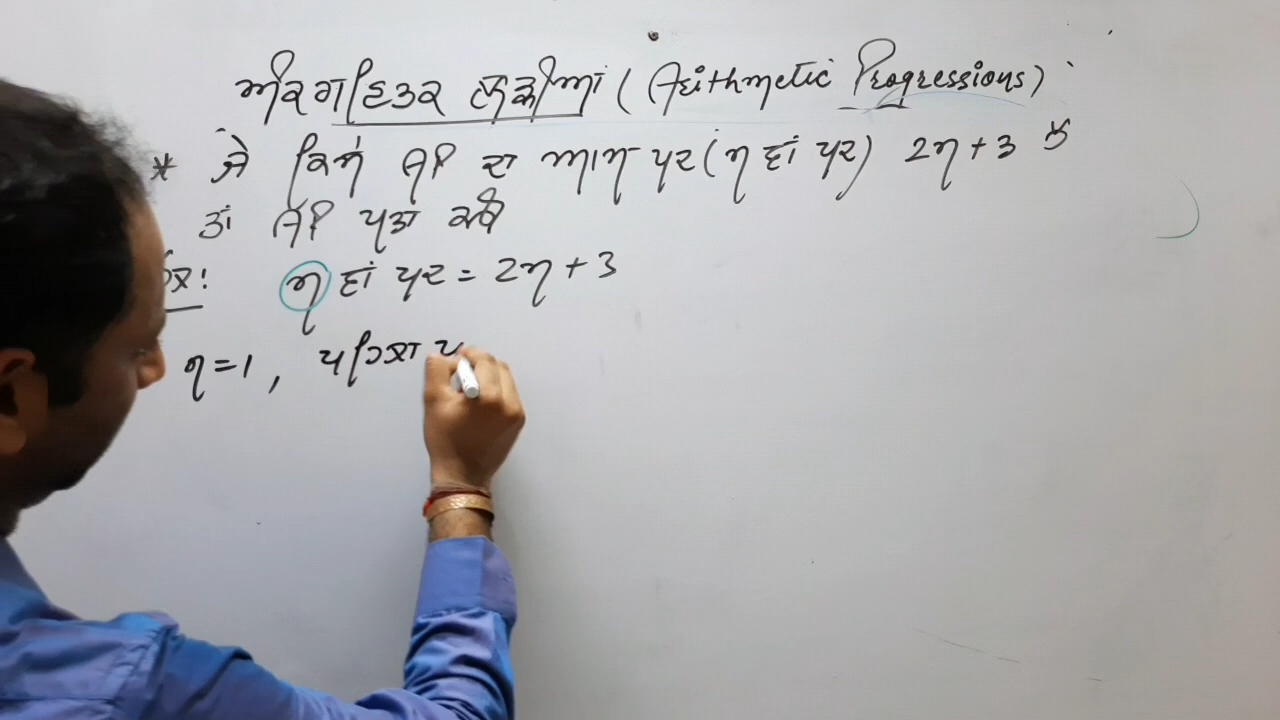 ਅੰਕਗਣਿਤਕ ਲੜੀਆਂ (Arithmetic Progressions)
* ਜੇ ਕਿਸੇ AP ਦਾ ਆਮ ਪਦ (n ਵਾਂ ਪਦ) 2n + 3 ਹੈ
ਤਾਂ AP ਪਤਾ ਕਰੋ
ਹੱਲ:
n ਵਾਂ ਪਦ = 2n + 3
n = 1, ਪਹਿਲਾ ਪ